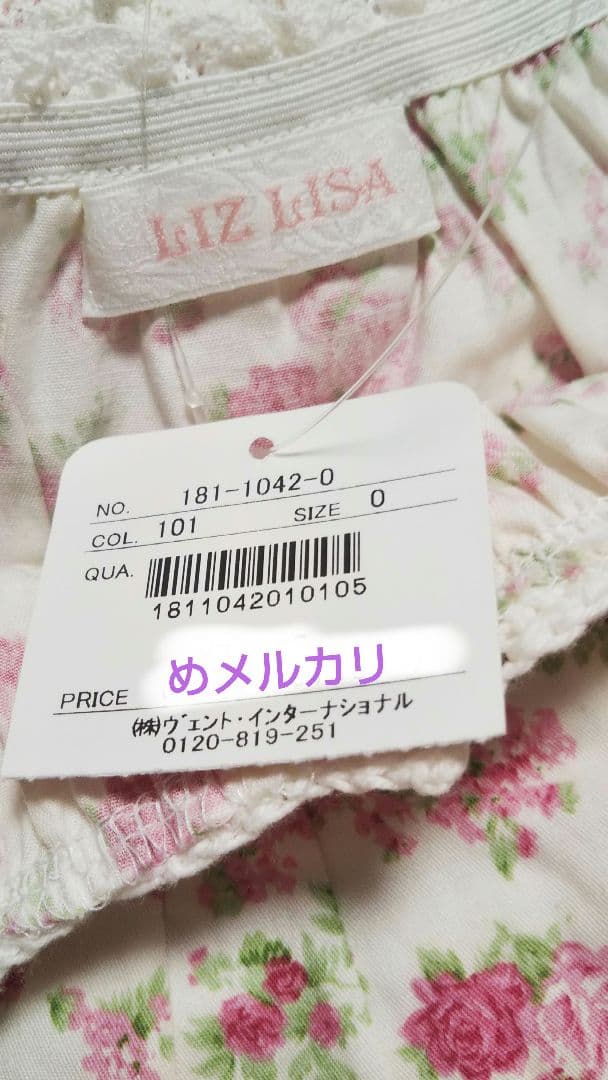 LIZ LISA
NO. 181-1042-0
COL. 101 SIZE 0
QUA.
1811042010105
めメルカリ
PRICE
㈱ヴェント・インターナショナル
0120-819-251